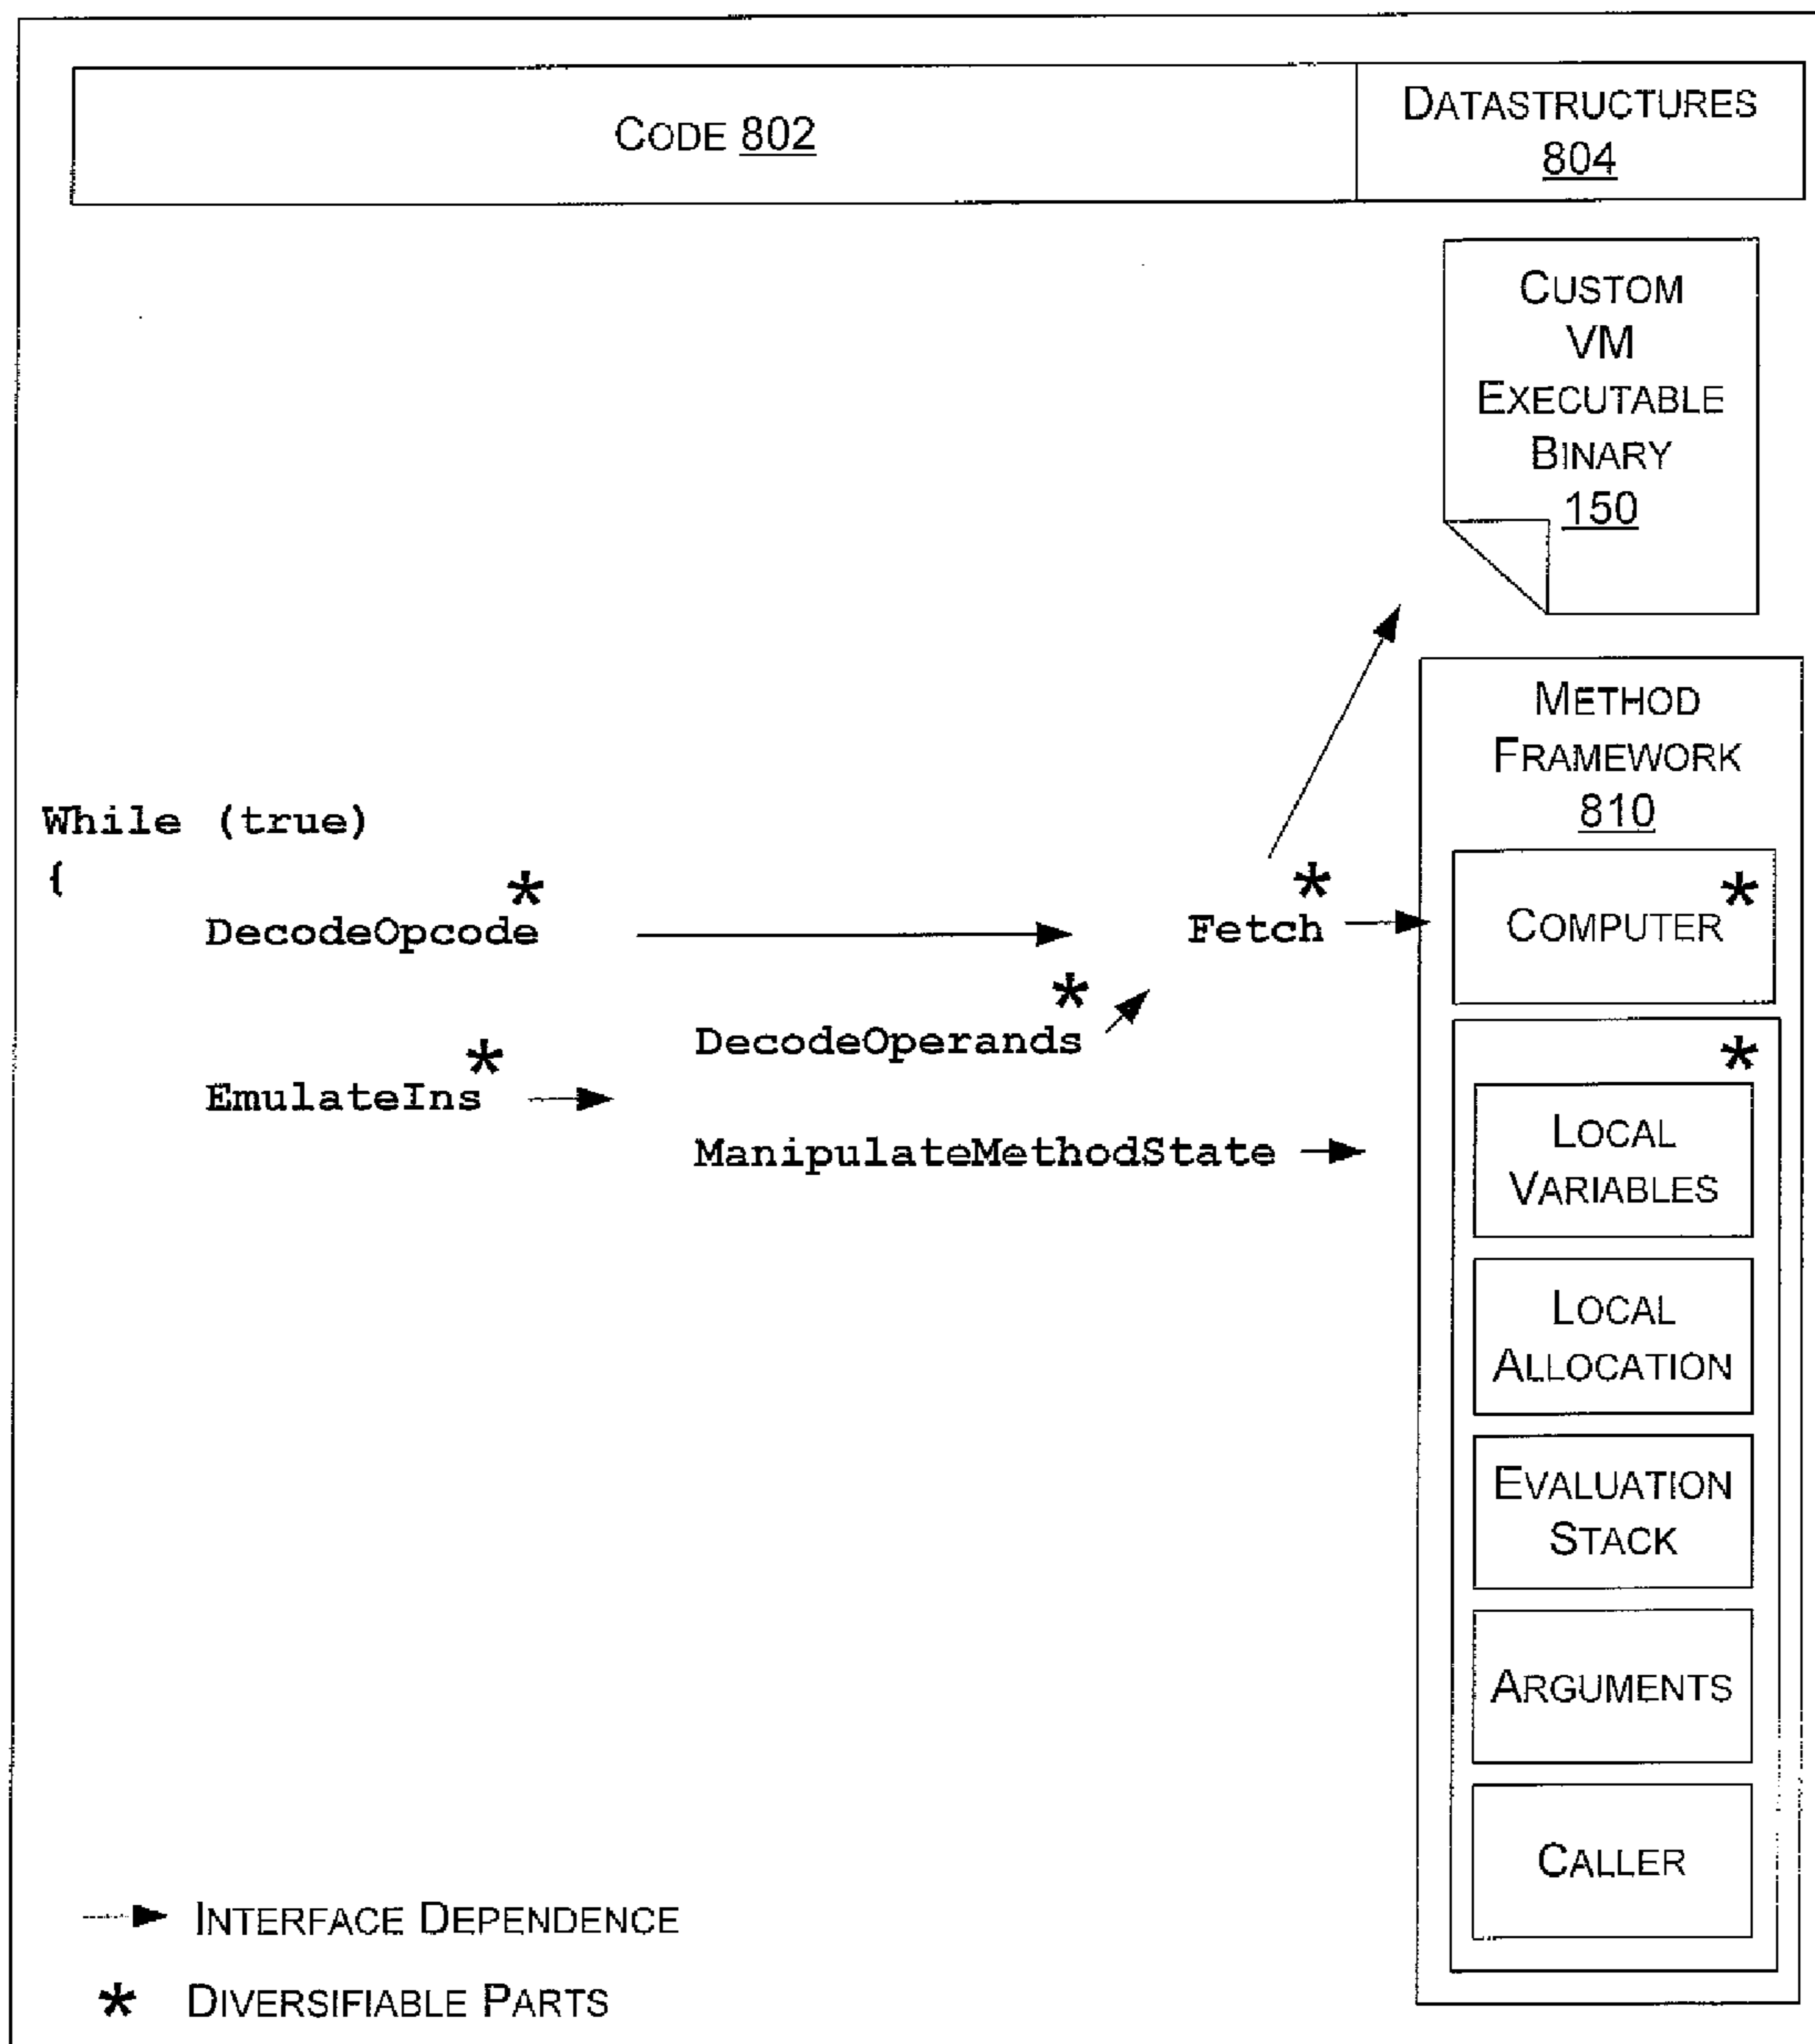 CODE 802
DATASTRUCTURES
804
CUSTOM
VM
EXECUTABLE
BINARY
150
METHOD
FRAMEWORK
810
While (true)
{
DecodeOpcode*
Fetch*
COMPUTER*
DecodeOperands*
*
EmulateIns*
LOCAL
VARIABLES
ManipulateMethodState
LOCAL
ALLOCATION
EVALUATION
STACK
ARGUMENTS
CALLER
INTERFACE DEPENDENCE
* DIVERSIFIABLE PARTS